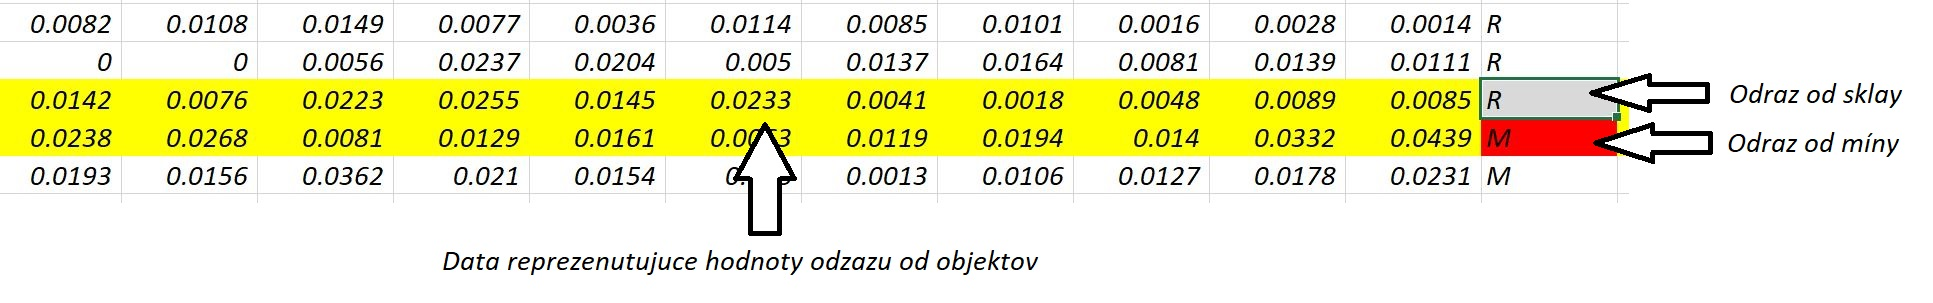 0.0082 0.0108 0.0149 0.0077 0.0036 0.0114 0.0085 0.0101 0.0016 0.0028 0.0014 R
0 0 0.0056 0.0237 0.0204 0.005 0.0137 0.0164 0.0081 0.0139 0.0111 R
0.0142 0.0076 0.0223 0.0255 0.0145 0.0233 0.0041 0.0018 0.0048 0.0089 0.0085 R Odraz od sklay
0.0238 0.0268 0.0081 0.0129 0.0161 0.0119 0.0194 0.014 0.0332 0.0439 M Odraz od míny
0.0193 0.0156 0.0362 0.021 0.0154 0.0013 0.0106 0.0127 0.0178 0.0231 M
Data reprezenutujuce hodnoty odzazu od objektov